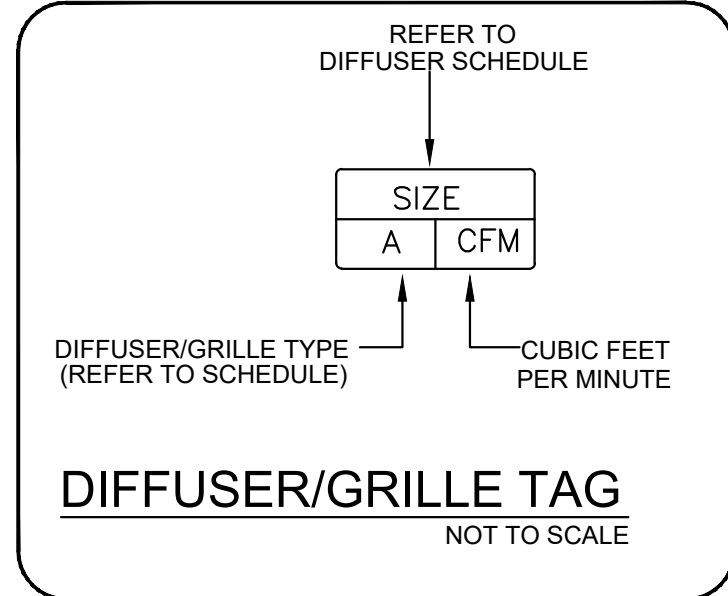 REFER TO
DIFFUSER SCHEDULE
SIZE
A CFM
DIFFUSER/GRILLE TYPE
(REFER TO SCHEDULE)
CUBIC FEET
PER MINUTE
DIFFUSER/GRILLE TAG
NOT TO SCALE